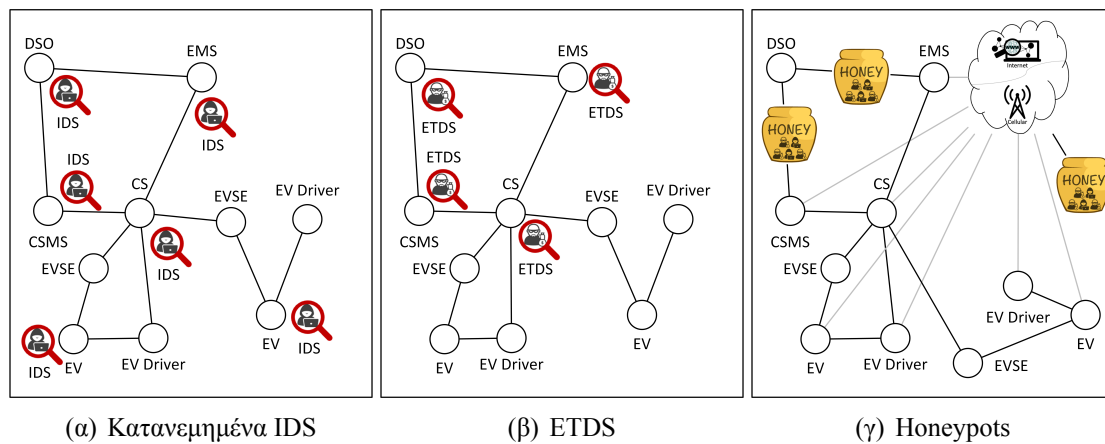 DSO
EMS
IDS
IDS
IDS
CS
EVSE
EV Driver
CSMS
IDS
EVSE
EV
IDS
IDS
EV
EV Driver
(α) Κατανεμημένα IDS
DSO
EMS
ETDS
ETDS
ETDS
CS
EVSE
EV Driver
CSMS
ETDS
EVSE
EV
EV
EV Driver
(β) ETDS
DSO
EMS
HONEY
www
Internet
Cellular
HONEY
HONEY
CS
CSMS
EVSE
EV Driver
EV
EV
EV Driver
EVSE
(γ) Honeypots